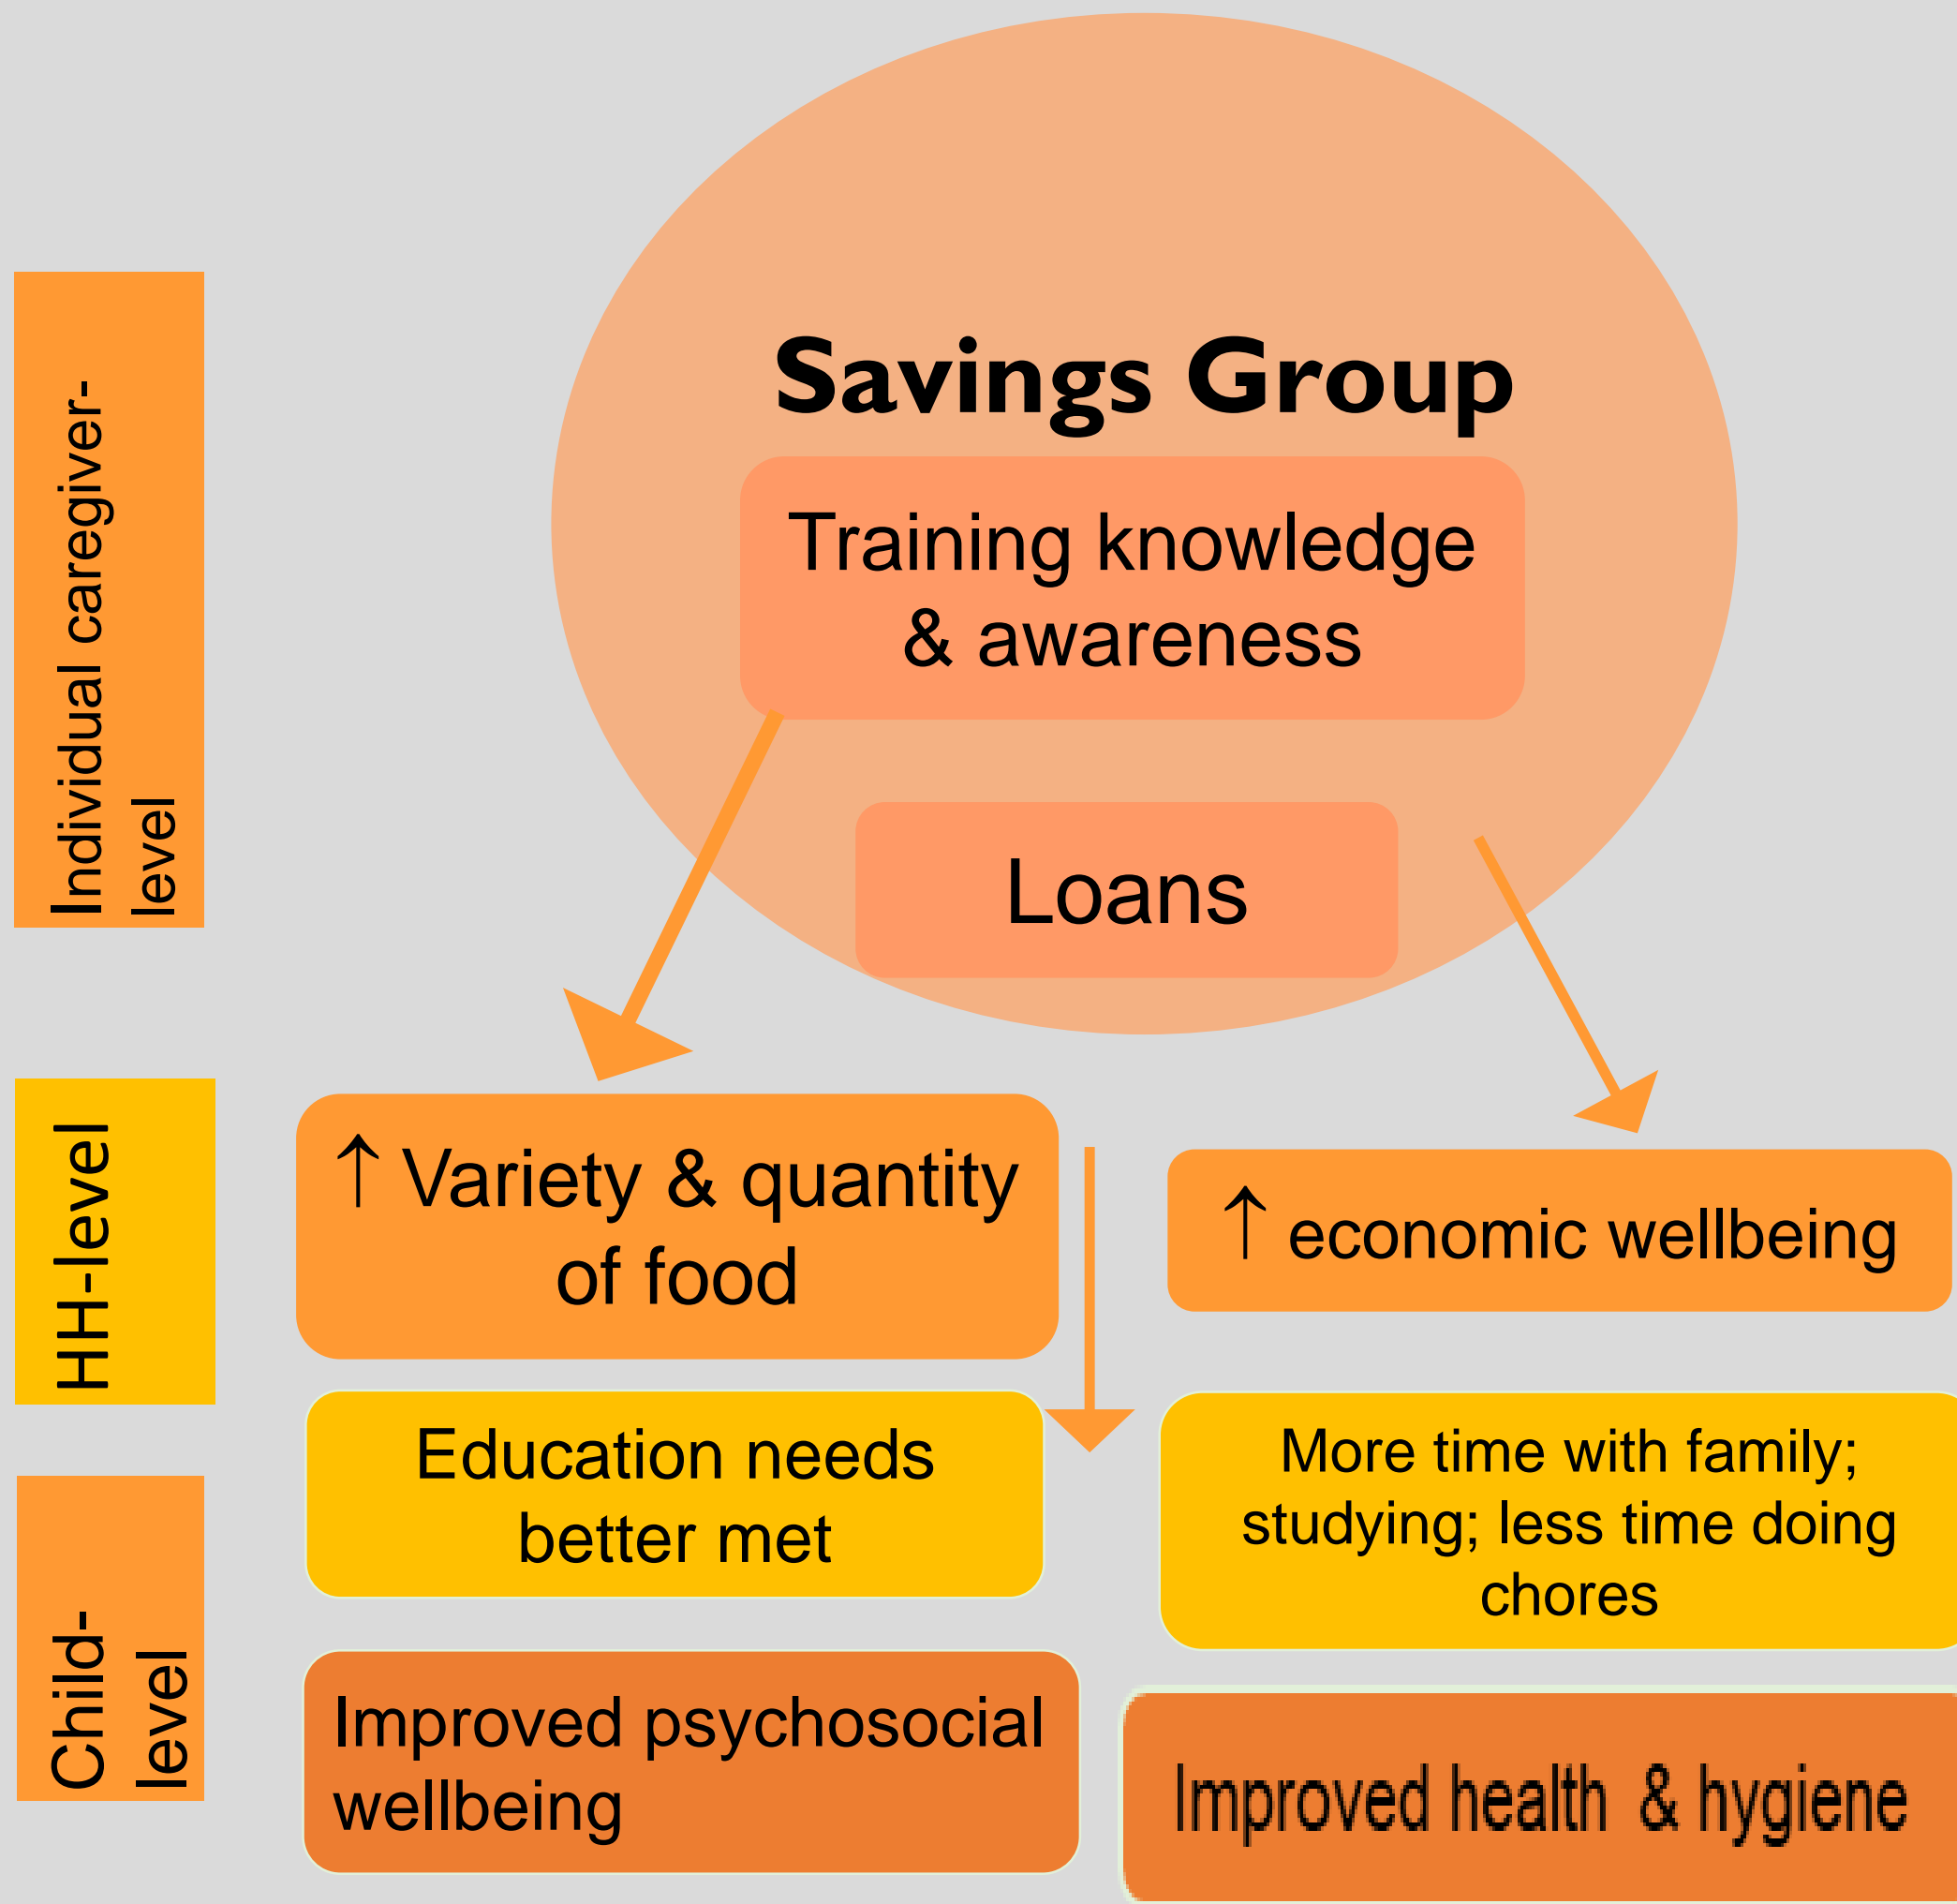 Savings Group
Individual caregiver-
level
Training knowledge
& awareness
Loans
HH-level
↑ Variety & quantity
of food
↑ economic wellbeing
Child-
level
Education needs
better met
More time with family;
studying; less time doing
chores
Improved psychosocial
wellbeing
Improved health & hygiene